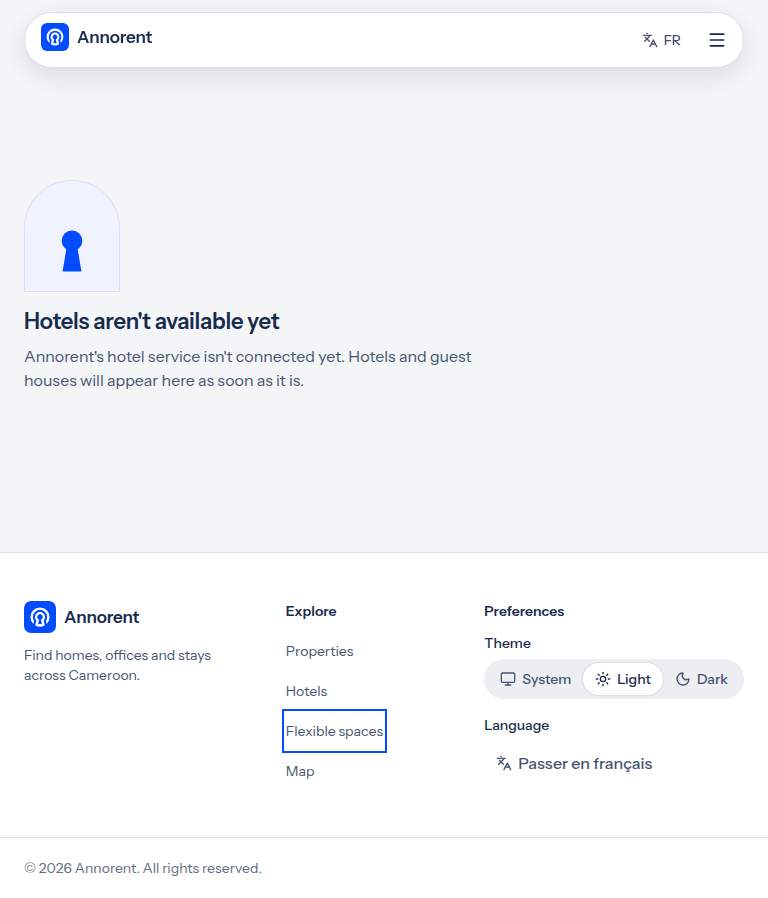 Annorent
FR
Hotels aren't available yet
Annorent's hotel service isn't connected yet. Hotels and guest
houses will appear here as soon as it is.
Annorent
Find homes, offices and stays
across Cameroon.
Explore
Properties
Hotels
Flexible spaces
Map
Preferences
Theme
System Light Dark
Language
Passer en français
© 2026 Annorent. All rights reserved.